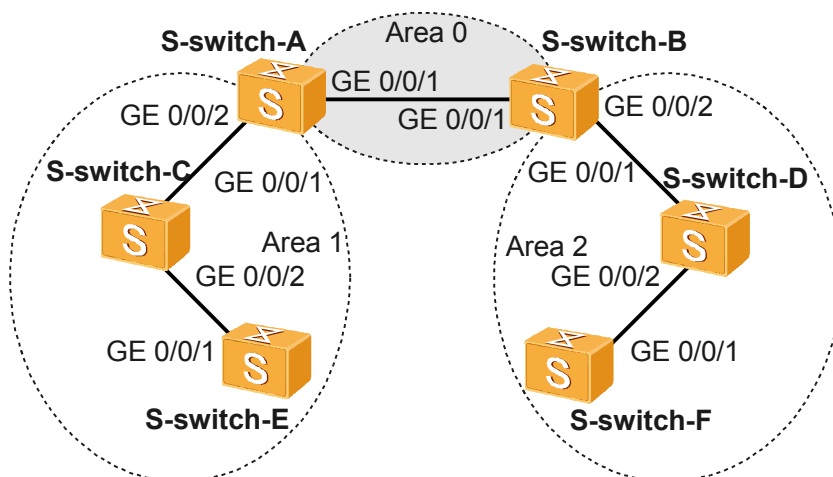 Area 0
S-switch-A
S-switch-B
GE 0/0/1
GE 0/0/2
GE 0/0/2
GE 0/0/1
S-switch-C
GE 0/0/1
GE 0/0/1
S-switch-D
S
S
S
S
Area 1
Area 2
GE 0/0/2
GE 0/0/2
GE 0/0/1
GE 0/0/1
S
S
S-switch-E
S-switch-F